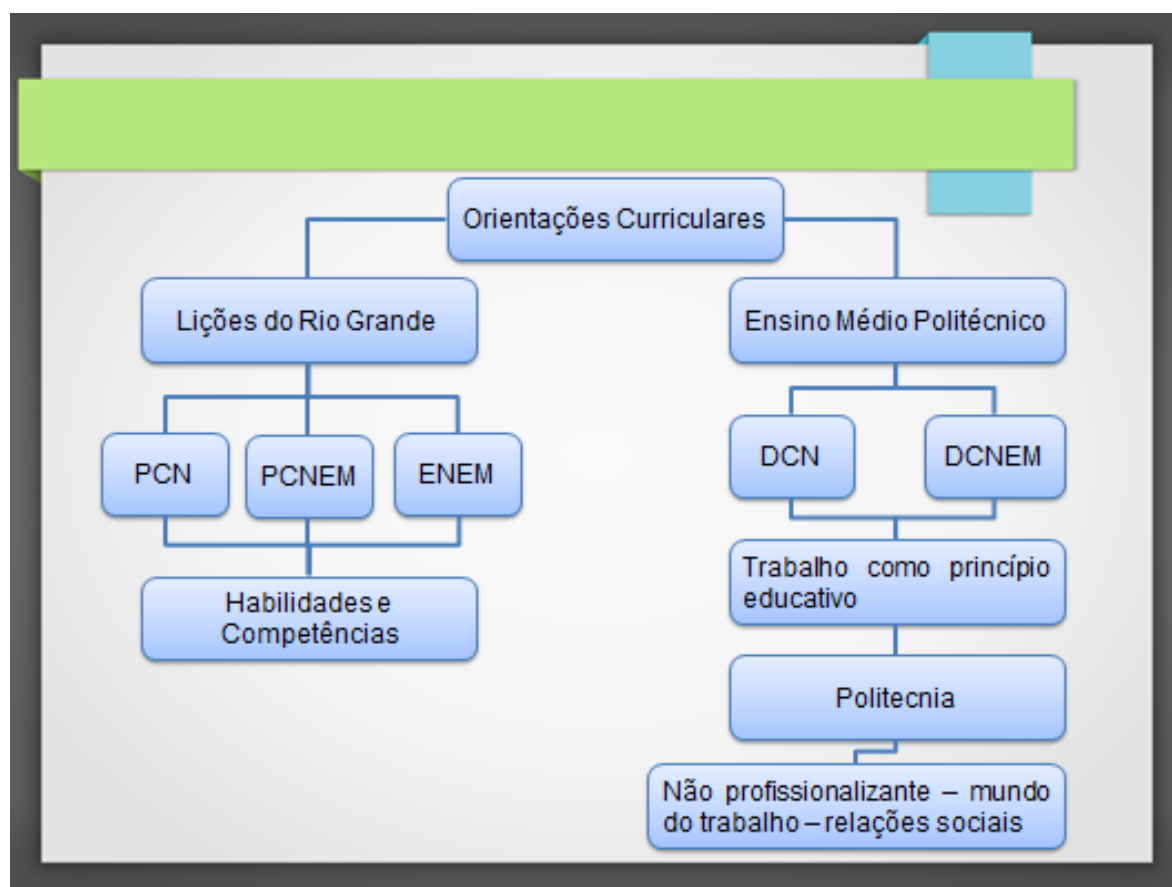 Orientações Curriculares
Lições do Rio Grande
Ensino Médio Politécnico
PCN
PCNEM
ENEM
DCN
DCNEM
Habilidades e
Competências
Trabalho como princípio
educativo
Politecnia
Não profissionalizante – mundo
do trabalho – relações sociais